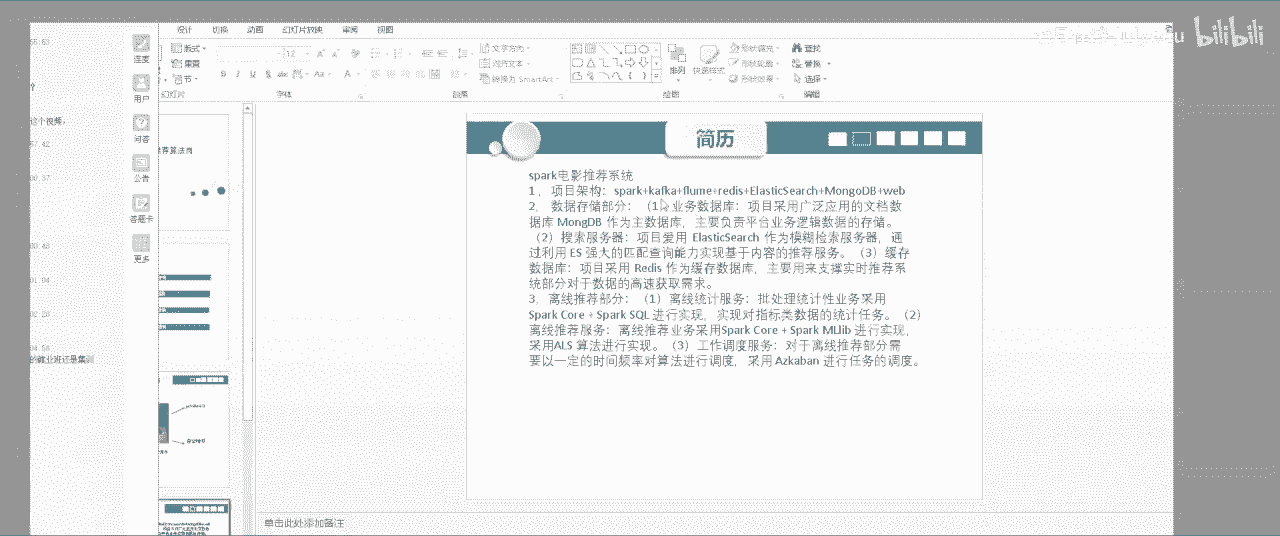 bilibili
设计 切换 动画 幻灯片放映 审阅 视图
版式
重置
节
幻灯片
字体
文字方向
对齐文本
转换为 SmartArt
段落
排列
快速样式
形状填充
形状轮廓
形状效果
绘图
查找
替换
选择
编辑
这个视频,
连麦
用户
问答
公告
答题卡
更多
荐算法岗
的就业班还是集训
简历
spark电影推荐系统
1，项目架构：spark+kafka+flume+redis+ElasticSearch+MongoDB+web
2，数据存储部分：（1）业务数据库：项目采用广泛应用的文档数
据库 MongDB 作为主数据库，主要负责平台业务逻辑数据的存储。
（2）搜索服务器：项目爱用 ElasticSearch 作为模糊检索服务器，通
过利用 ES 强大的匹配查询能力实现基于内容的推荐服务。（3）缓存
数据库：项目采用 Redis 作为缓存数据库，主要用来支撑实时推荐系
统部分对于数据的高速获取需求。
3，离线推荐部分：（1）离线统计服务：批处理统计性业务采用
Spark Core + Spark SQL 进行实现，实现对指标类数据的统计任务。（2）
离线推荐服务：离线推荐业务采用Spark Core + Spark MLlib 进行实现，
采用ALS 算法进行实现。（3）工作调度服务：对于离线推荐部分需
要以一定的时间频率对算法进行调度，采用 Azkaban 进行任务的调度。
单击此处添加备注